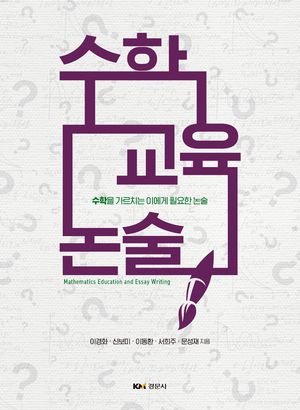 수학
교육
논술
수학을 가르치는 이에게 필요한 논술
Mathematics Education and Essay Writing
이경화 · 신보미 · 이동환 · 서희주 · 문성재 지음
KM 경문사